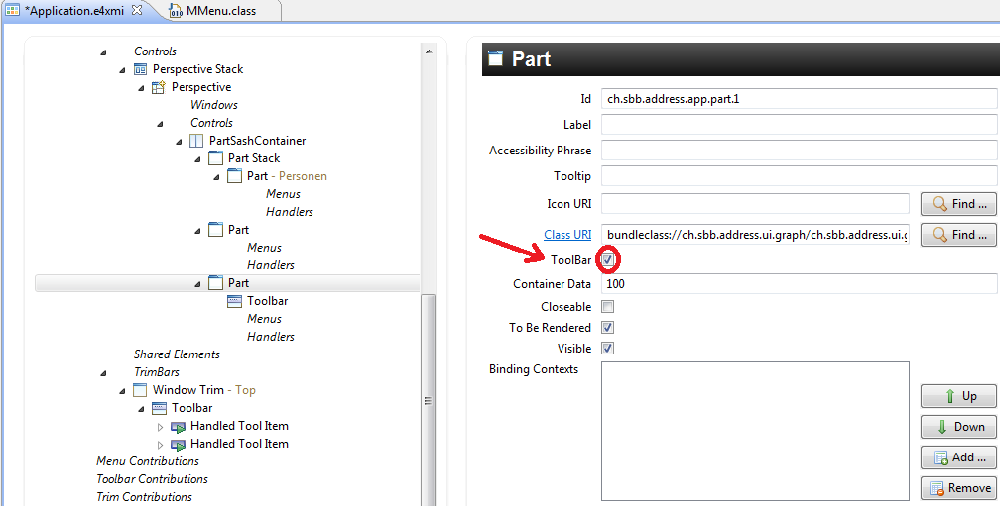 *Application.e4xmi
MMenu.class
Controls
Perspective Stack
Perspective
Windows
Controls
PartSashContainer
Part Stack
Part - Personen
Menus
Handlers
Part
Menus
Handlers
Part
Toolbar
Menus
Handlers
Shared Elements
TrimBars
Window Trim - Top
Toolbar
Handled Tool Item
Handled Tool Item
Menu Contributions
Toolbar Contributions
Trim Contributions
Part
Id ch.sbb.address.app.part.1
Label
Accessibility Phrase
Tooltip
Icon URI Find ...
Class URI bundleclass://ch.sbb.address.ui.graph/ch.sbb.address.ui.g Find ...
ToolBar
Container Data 100
Closeable
To Be Rendered
Visible
Binding Contexts
Up
Down
Add ...
Remove